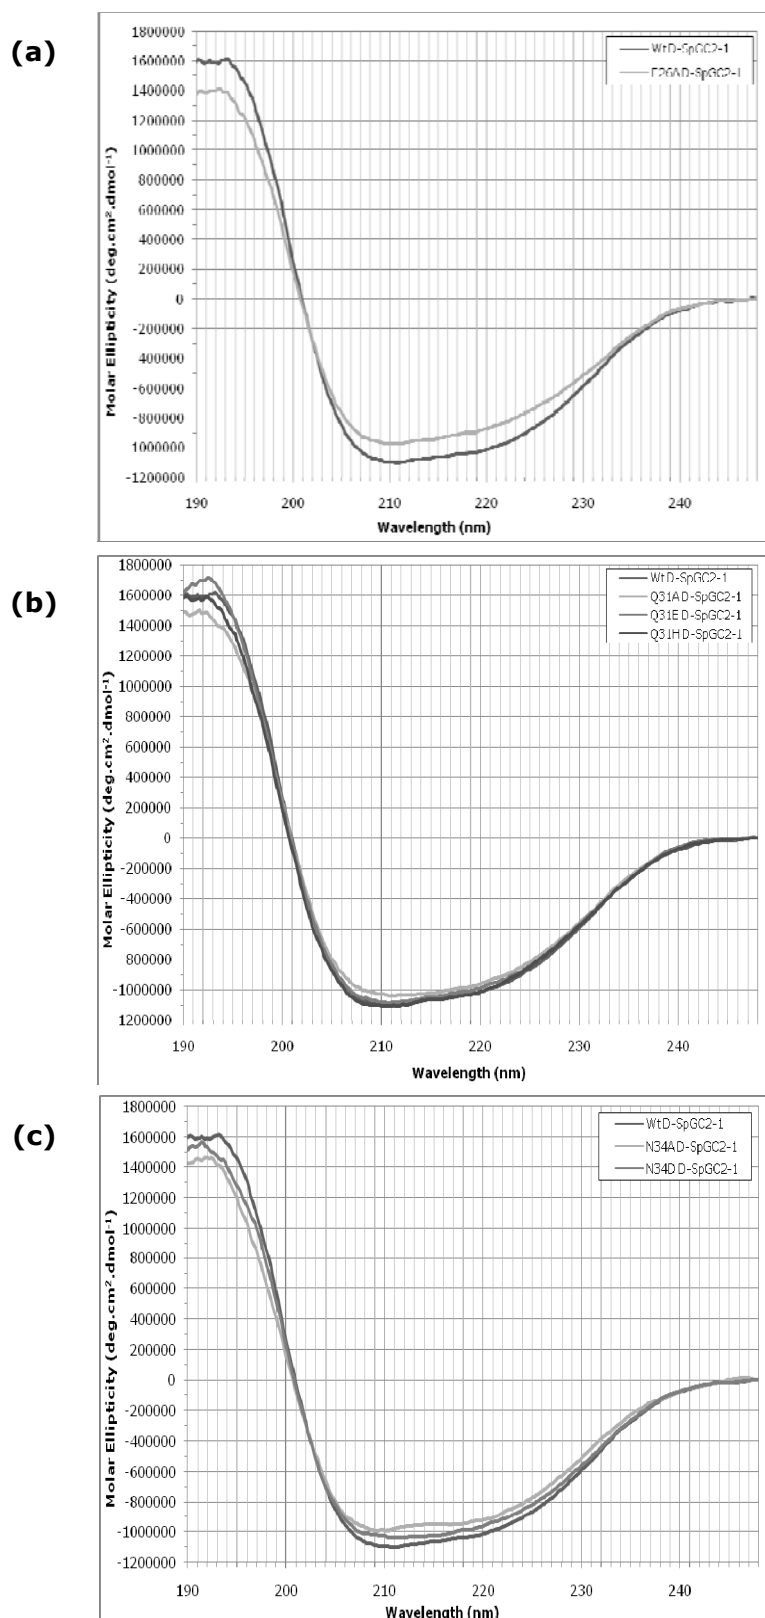 (a)
1800000
1600000
1400000
1200000
1000000
800000
600000
400000
200000
0
-200000
-400000
-600000
-800000
-1000000
-1200000
Molar Ellipticity (deg.cm².dmol⁻¹)
WtD-SpGC2-1
E26AD-SpGC2-1
190 200 210 220 230 240
Wavelength (nm)
(b)
1800000
1600000
1400000
1200000
1000000
800000
600000
400000
200000
0
-200000
-400000
-600000
-800000
-1000000
1200000
Molar Ellipticity (deg.cm².dmol⁻¹)
WtD-SpGC2-1
Q31AD-SpGC2-1
Q31ED-SpGC2-1
Q31HD-SpGC2-1
190 200 210 220 230 240
Wavelength (nm)
(c)
1800000
1600000
1400000
1200000
1000000
800000
600000
400000
200000
0
-200000
-400000
-600000
-800000
-1000000
-1200000
Molar Ellipticity (deg.cm².dmol⁻¹)
WtD-SpGC2-1
N34AD-SpGC2-1
N34DD-SpGC2-1
190 200 210 220 230 240
Wavelength (nm)